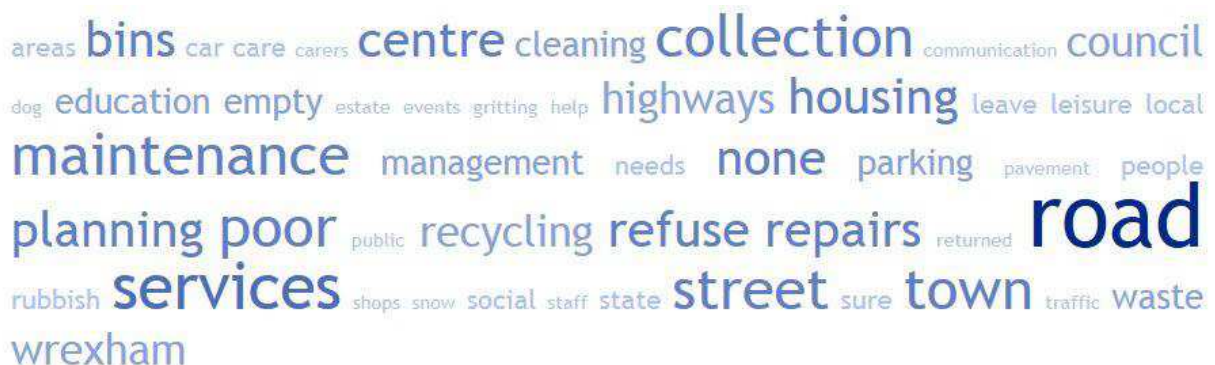 areas bins car care carers centre cleaning collection communication council
dog education empty estate events gritting help highways housing leave leisure local
maintenance management needs none parking pavement people
planning poor public recycling refuse repairs returned road
rubbish services shops snow social staff state street sure town traffic waste
wrexham